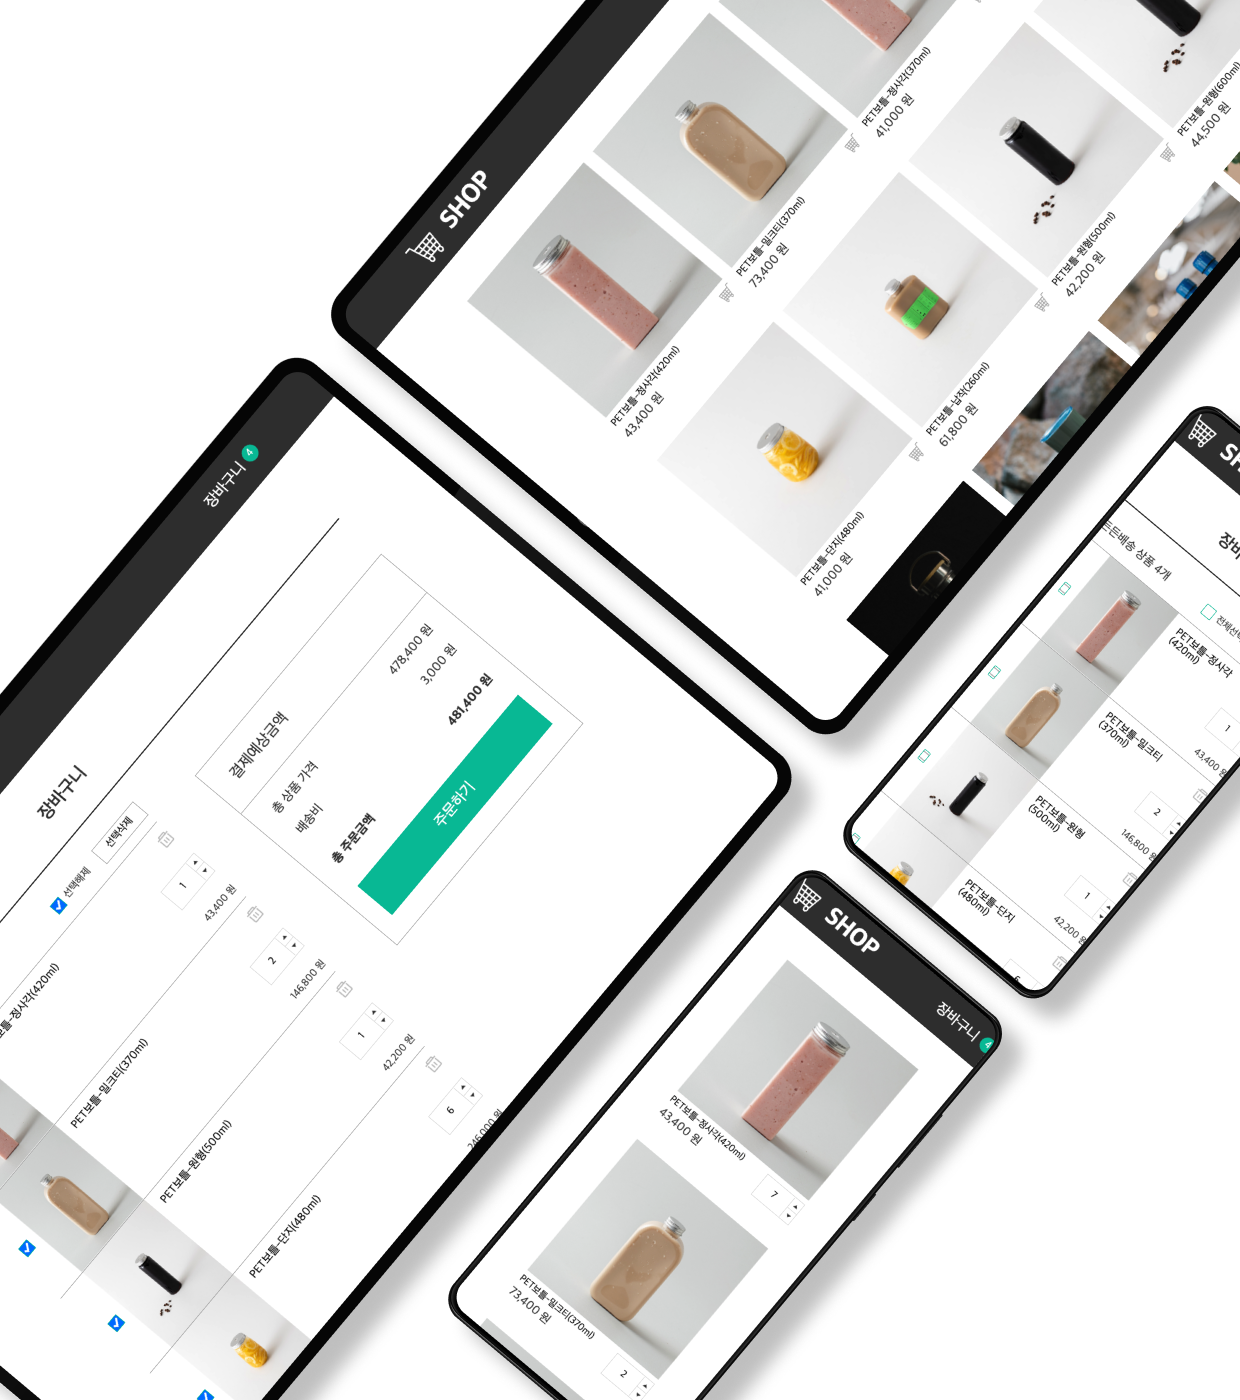 SHOP
PET보틀-정사각(420ml)
43,400 원
PET보틀-밀크티(370ml)
73,400 원
PET보틀-정사각(370ml)
41,000 원
PET보틀-단지(480ml)
41,000 원
PET보틀-납작(260ml)
61,800 원
PET보틀-원형(500ml)
42,200 원
PET보틀-원형(600ml)
44,500 원
장바구니 4
장바구니
선택해제
선택삭제
보틀-정사각(420ml)
1
43,400 원
PET보틀-밀크티(370ml)
2
146,800 원
PET보틀-원형(500ml)
1
42,200 원
PET보틀-단지(480ml)
6
246,000 원
결제예상금액
총 상품 가격
478,400 원
배송비
3,000 원
총 주문금액
481,400 원
주문하기
SH
장바
든든배송 상품 4개
전체선택
PET보틀-정사각
(420ml)
1
43,400 원
PET보틀-밀크티
(370ml)
2
146,800 원
PET보틀-원형
(500ml)
1
42,200 원
PET보틀-단지
(480ml)
6
SHOP
장바구니 4
PET보틀-정사각(420ml)
43,400 원
7
PET보틀-밀크티(370ml)
73,400 원
2